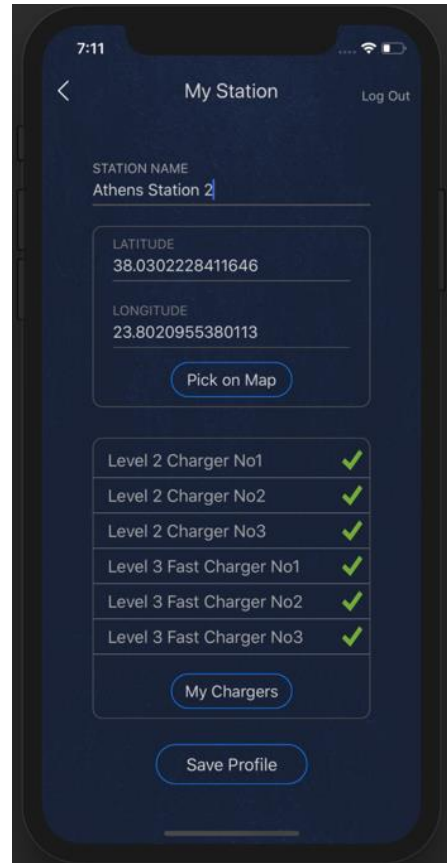 7:11
My Station
Log Out
STATION NAME
Athens Station 2
LATITUDE
38.0302228411646
LONGITUDE
23.8020955380113
Pick on Map
Level 2 Charger No1
Level 2 Charger No2
Level 2 Charger No3
Level 3 Fast Charger No1
Level 3 Fast Charger No2
Level 3 Fast Charger No3
My Chargers
Save Profile